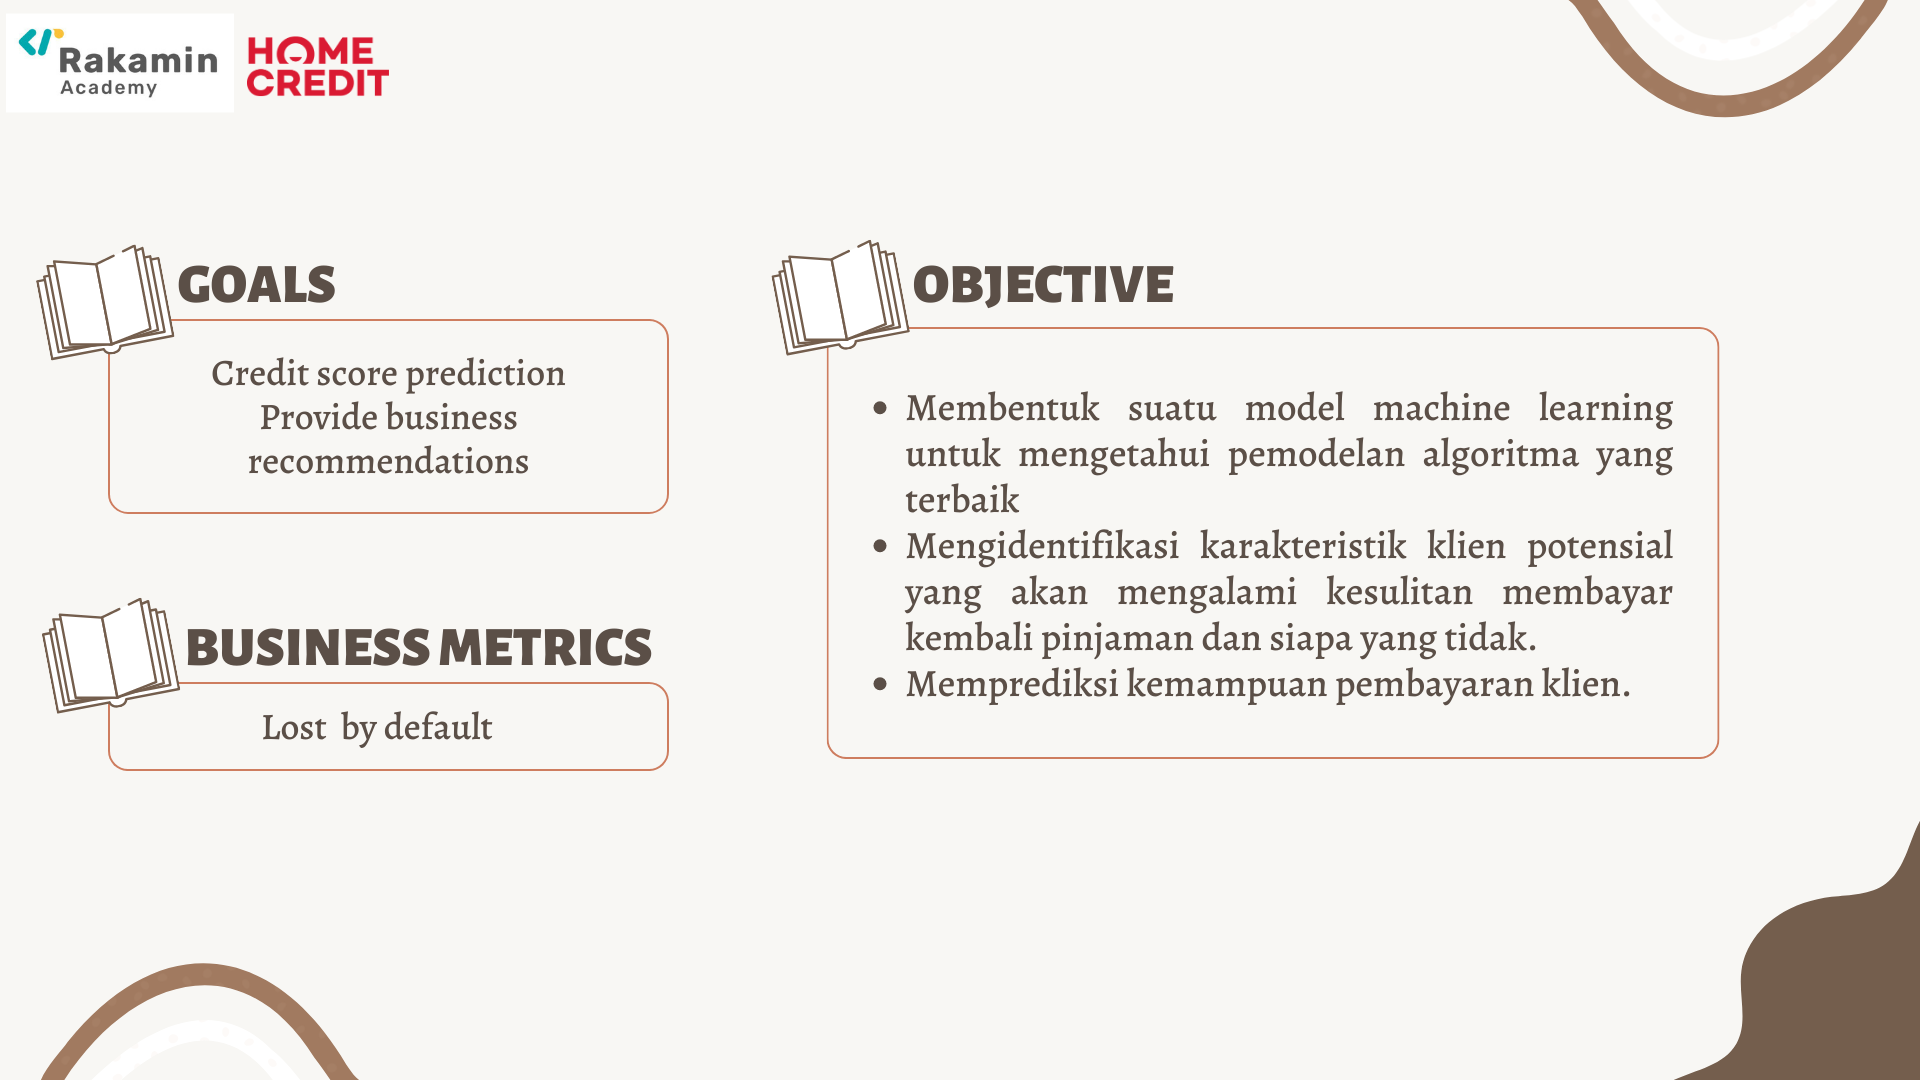 Rakamin
Academy
HOME
CREDIT
GOALS
Credit score prediction
Provide business
recommendations
BUSINESS METRICS
Lost by default
OBJECTIVE
• Membentuk suatu model machine learning
untuk mengetahui pemodelan algoritma yang
terbaik
• Mengidentifikasi karakteristik klien potensial
yang akan mengalami kesulitan membayar
kembali pinjaman dan siapa yang tidak.
• Memprediksi kemampuan pembayaran klien.